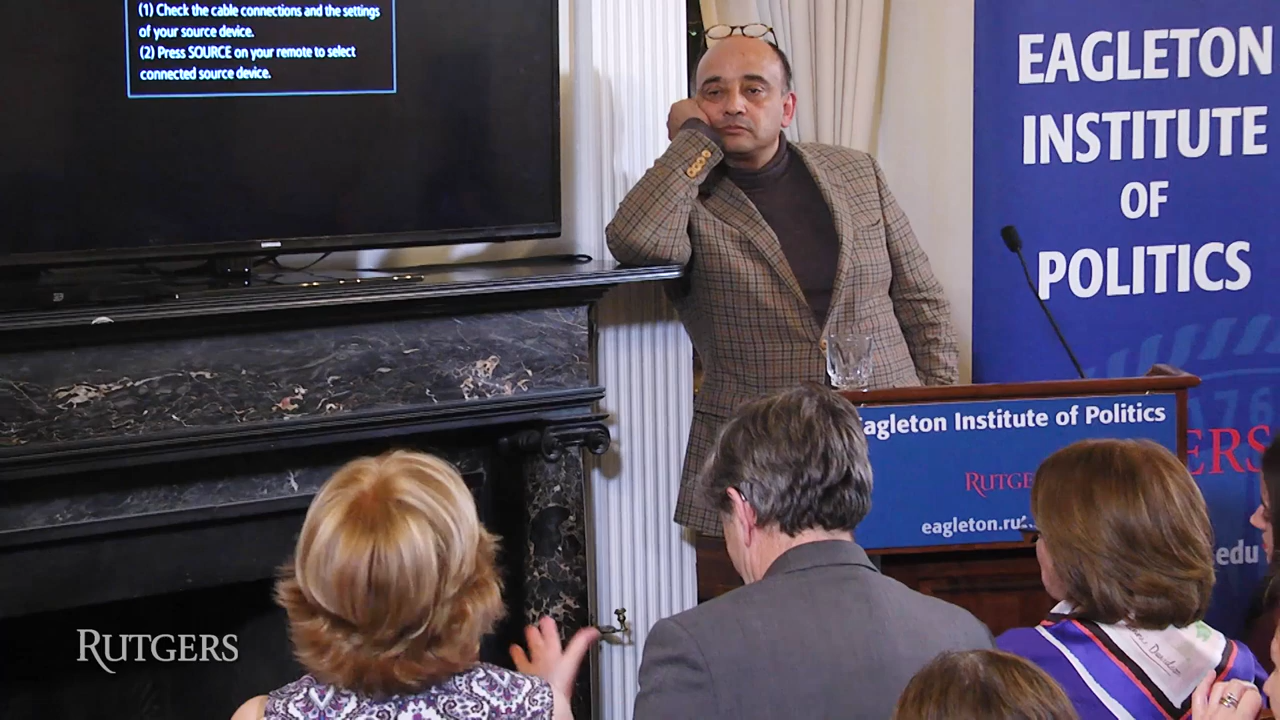 (1) Check the cable connections and the settings
of your source device.
(2) Press SOURCE on your remote to select
connected source device.
EAGLETON
INSTITUTE
OF
POLITICS
agleton Institute of Politics
RUTGE
eagleton.ru
ERS
.edu
RUTGERS